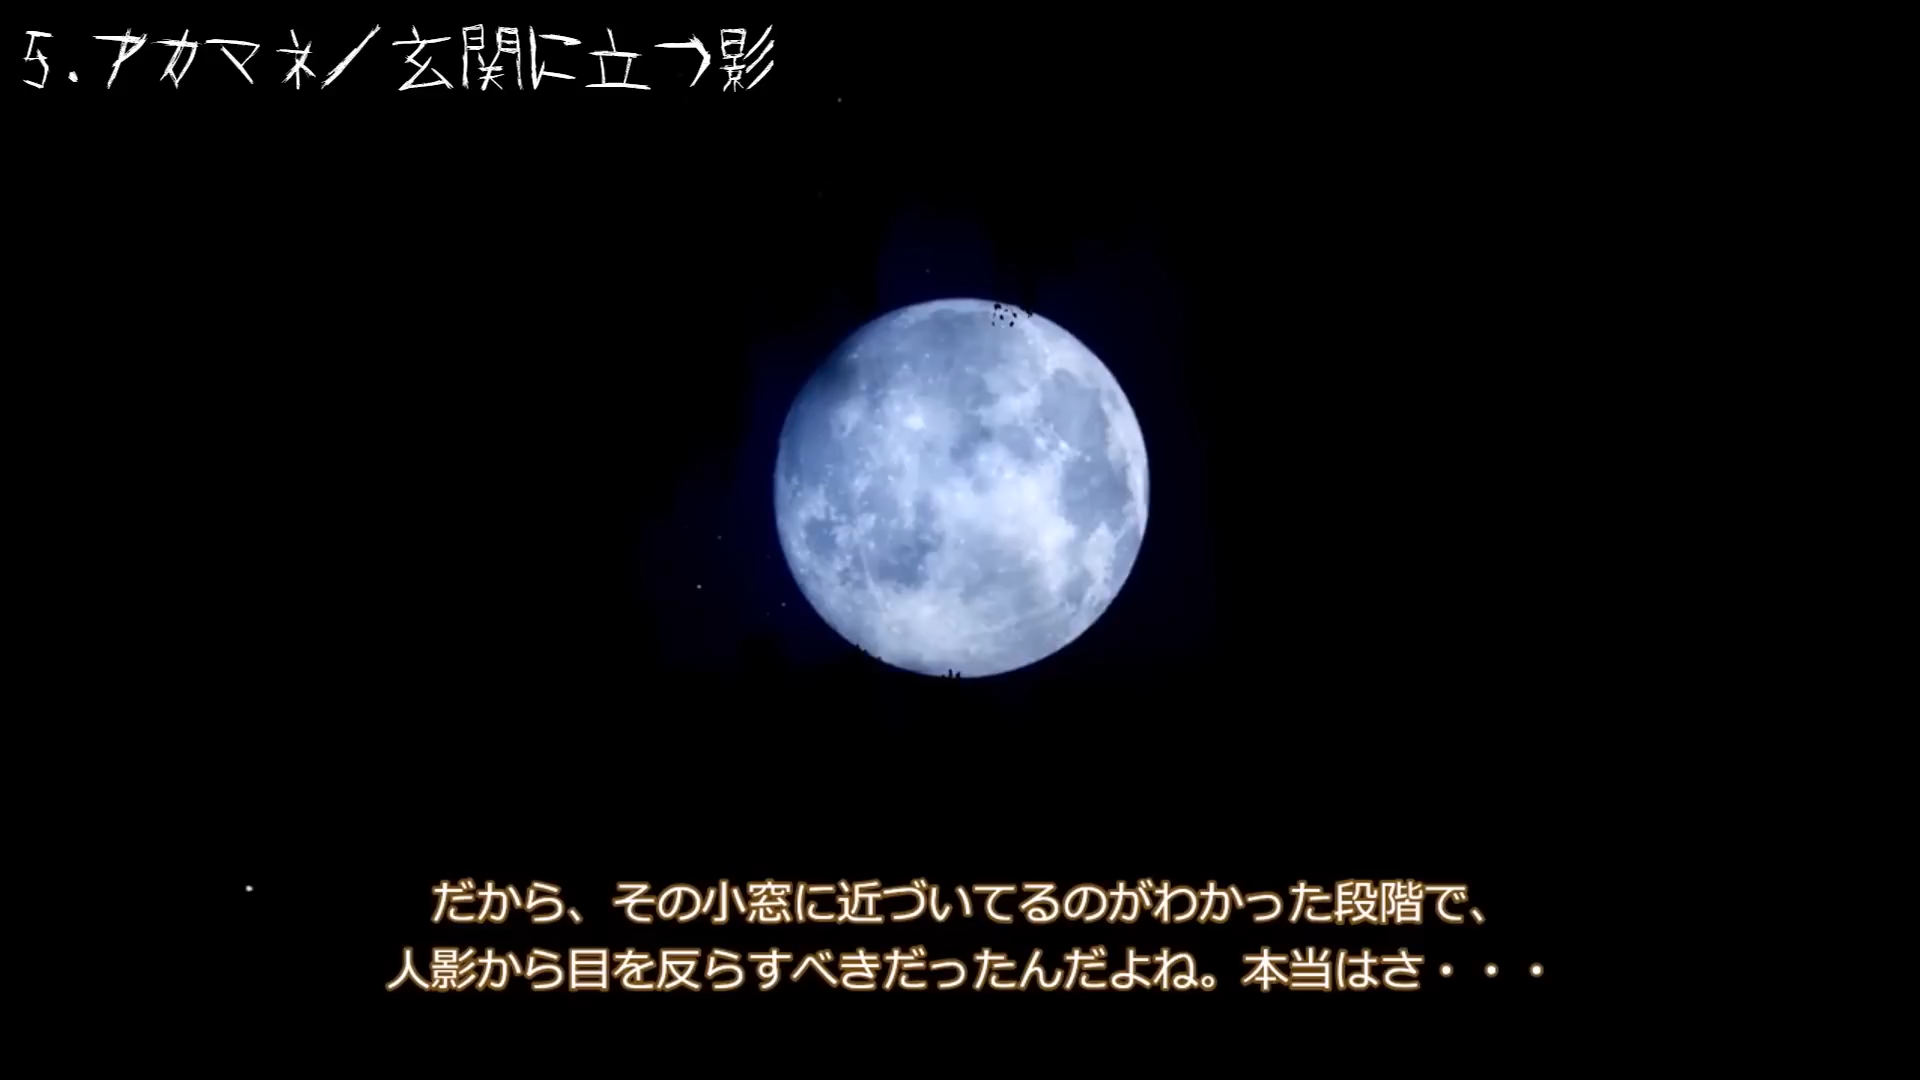 5.アカマネ/玄関に立つ影
だから、その小窓に近づいてるのがわかった段階で、
人影から目を反らすべきだったんだよね。本当はさ・・・